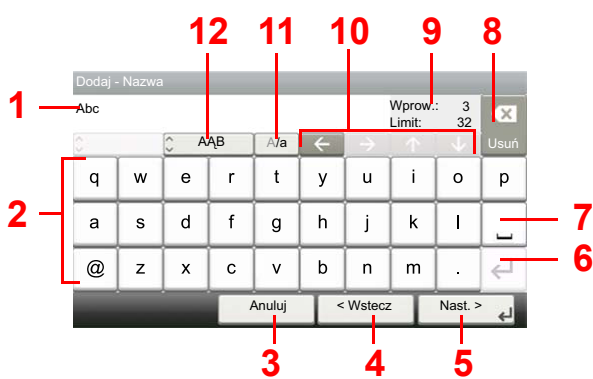 12 11 10 9 8
Dodaj - Nazwa
1 Abc
Wprow.: 3
Limit: 32
AĄB A/a ← → ↑ ↓ Usuń
2
q w e r t y u i o p
a s d f g h j k l ⎵ 7
@ z x c v b n m . ↵ 6
Anuluj < Wstecz Nast. > ↵
3 4 5